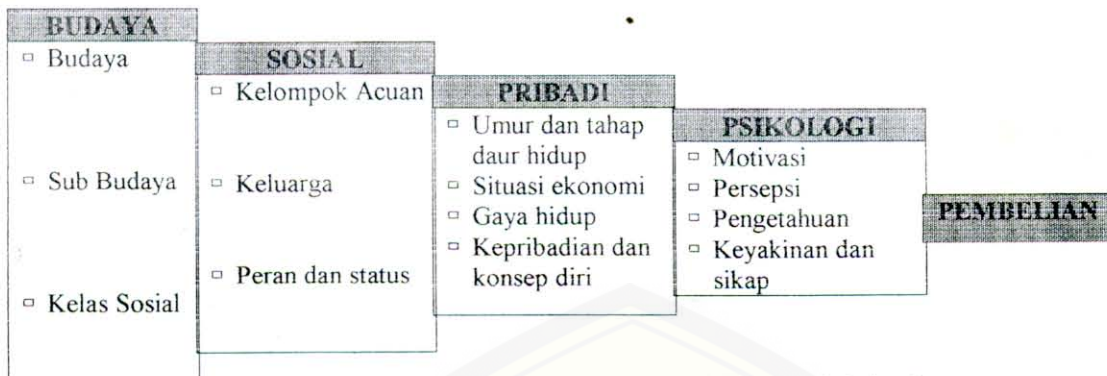 BUDAYA
▫ Budaya
▫ Sub Budaya
▫ Kelas Sosial
SOSIAL
▫ Kelompok Acuan
▫ Keluarga
▫ Peran dan status
PRIBADI
▫ Umur dan tahap
daur hidup
▫ Situasi ekonomi
▫ Gaya hidup
▫ Kepribadian dan
konsep diri
PSIKOLOGI
▫ Motivasi
▫ Persepsi
▫ Pengetahuan
▫ Keyakinan dan
sikap
PEMBELIAN